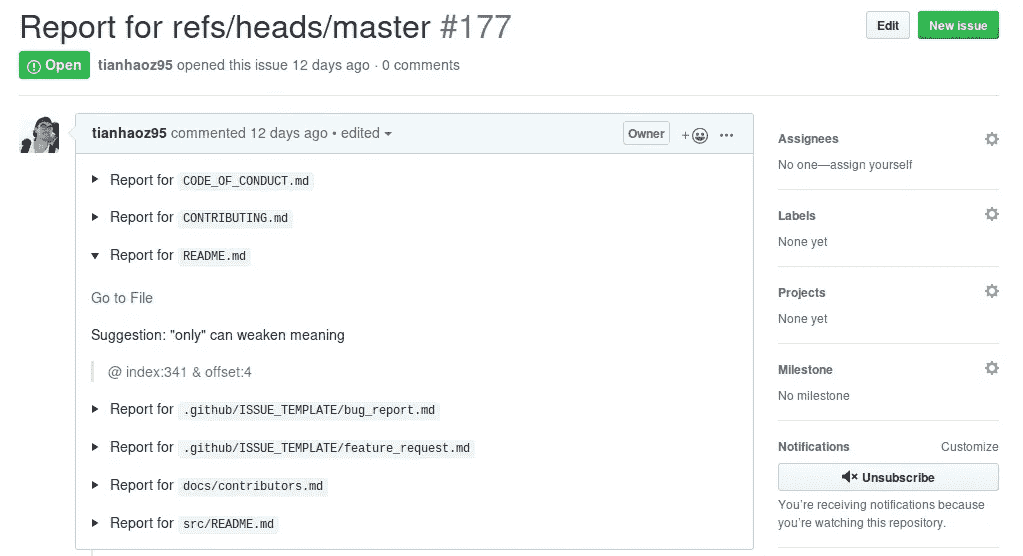 Report for refs/heads/master #177
Edit
New issue
Open
tianhaoz95 opened this issue 12 days ago · 0 comments
tianhaoz95 commented 12 days ago • edited
Owner
Report for CODE_OF_CONDUCT.md
Report for CONTRIBUTING.md
Report for README.md
Go to File
Suggestion: "only" can weaken meaning
@ index:341 & offset:4
Report for .github/ISSUE_TEMPLATE/bug_report.md
Report for .github/ISSUE_TEMPLATE/feature_request.md
Report for docs/contributors.md
Report for src/README.md
Assignees
No one—assign yourself
Labels
None yet
Projects
None yet
Milestone
No milestone
Notifications
Customize
Unsubscribe
You're receiving notifications because
you're watching this repository.